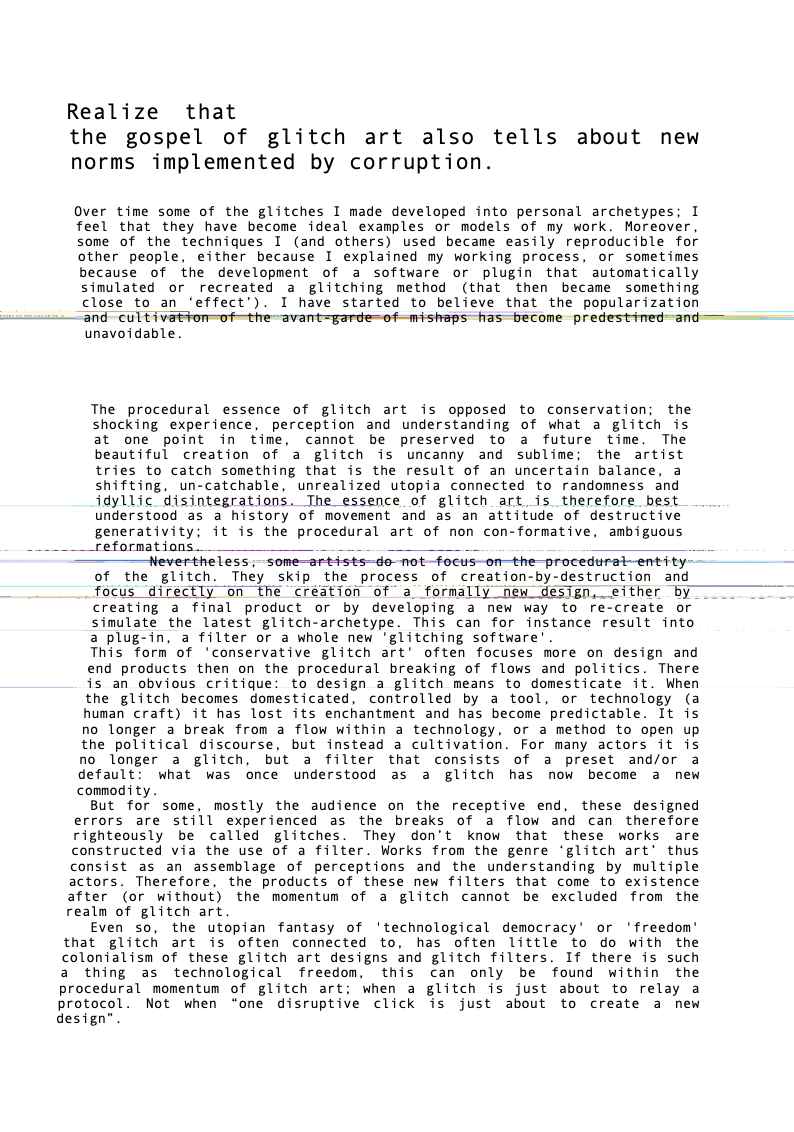 Realize that
the gospel of glitch art also tells about new
norms implemented by corruption.
Over time some of the glitches I made developed into personal archetypes; I
feel that they have become ideal examples or models of my work. Moreover,
some of the techniques I (and others) used became easily reproducible for
other people, either because I explained my working process, or sometimes
because of the development of a software or plugin that automatically
simulated or recreated a glitching method (that then became something
close to an ‘effect’). I have started to believe that the popularization
and cultivation of the avant-garde of mishaps has become predestined and
unavoidable.
The procedural essence of glitch art is opposed to conservation; the
shocking experience, perception and understanding of what a glitch is
at one point in time, cannot be preserved to a future time. The
beautiful creation of a glitch is uncanny and sublime; the artist
tries to catch something that is the result of an uncertain balance, a
shifting, un-catchable, unrealized utopia connected to randomness and
idyllic disintegrations. The essence of glitch art is therefore best
understood as a history of movement and as an attitude of destructive
generativity; it is the procedural art of non con-formative, ambiguous
reformations.
Nevertheless, some artists do not focus on the procedural entity
of the glitch. They skip the process of creation-by-destruction and
focus directly on the creation of a formally new design, either by
creating a final product or by developing a new way to re-create or
simulate the latest glitch-archetype. This can for instance result into
a plug-in, a filter or a whole new 'glitching software'.
This form of 'conservative glitch art' often focuses more on design and
end products then on the procedural breaking of flows and politics. There
is an obvious critique: to design a glitch means to domesticate it. When
the glitch becomes domesticated, controlled by a tool, or technology (a
human craft) it has lost its enchantment and has become predictable. It is
no longer a break from a flow within a technology, or a method to open up
the political discourse, but instead a cultivation. For many actors it is
no longer a glitch, but a filter that consists of a preset and/or a
default: what was once understood as a glitch has now become a new
commodity.
But for some, mostly the audience on the receptive end, these designed
errors are still experienced as the breaks of a flow and can therefore
righteously be called glitches. They don’t know that these works are
constructed via the use of a filter. Works from the genre ‘glitch art’ thus
consist as an assemblage of perceptions and the understanding by multiple
actors. Therefore, the products of these new filters that come to existence
after (or without) the momentum of a glitch cannot be excluded from the
realm of glitch art.
Even so, the utopian fantasy of 'technological democracy' or 'freedom'
that glitch art is often connected to, has often little to do with the
colonialism of these glitch art designs and glitch filters. If there is such
a thing as technological freedom, this can only be found within the
procedural momentum of glitch art; when a glitch is just about to relay a
protocol. Not when “one disruptive click is just about to create a new
design”.